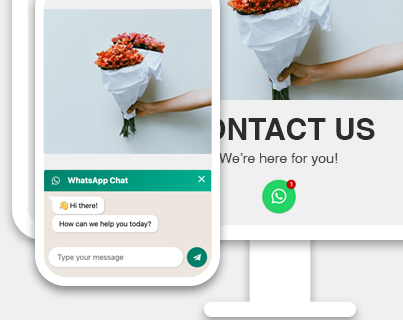 ONTACT US
We're here for you!
1
WhatsApp Chat
👋 Hi there!
How can we help you today?
Type your message